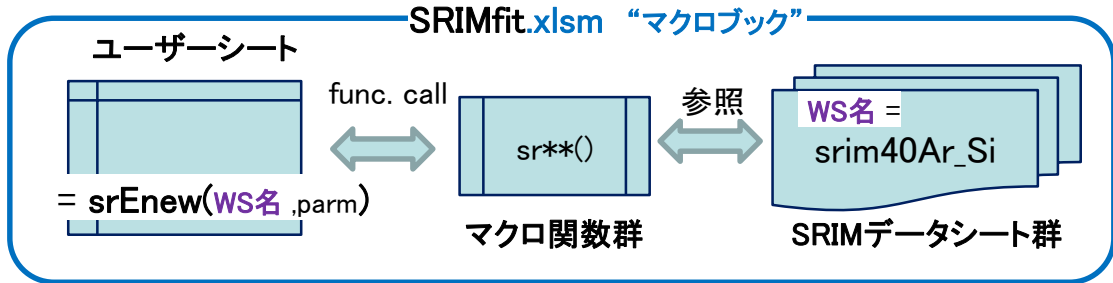 SRIMfit.xlsm “マクロブック”
ユーザーシート
func. call
参照
WS名 =
srim40Ar_Si
sr**()
= srEnew(WS名 ,parm)
マクロ関数群
SRIMデータシート群